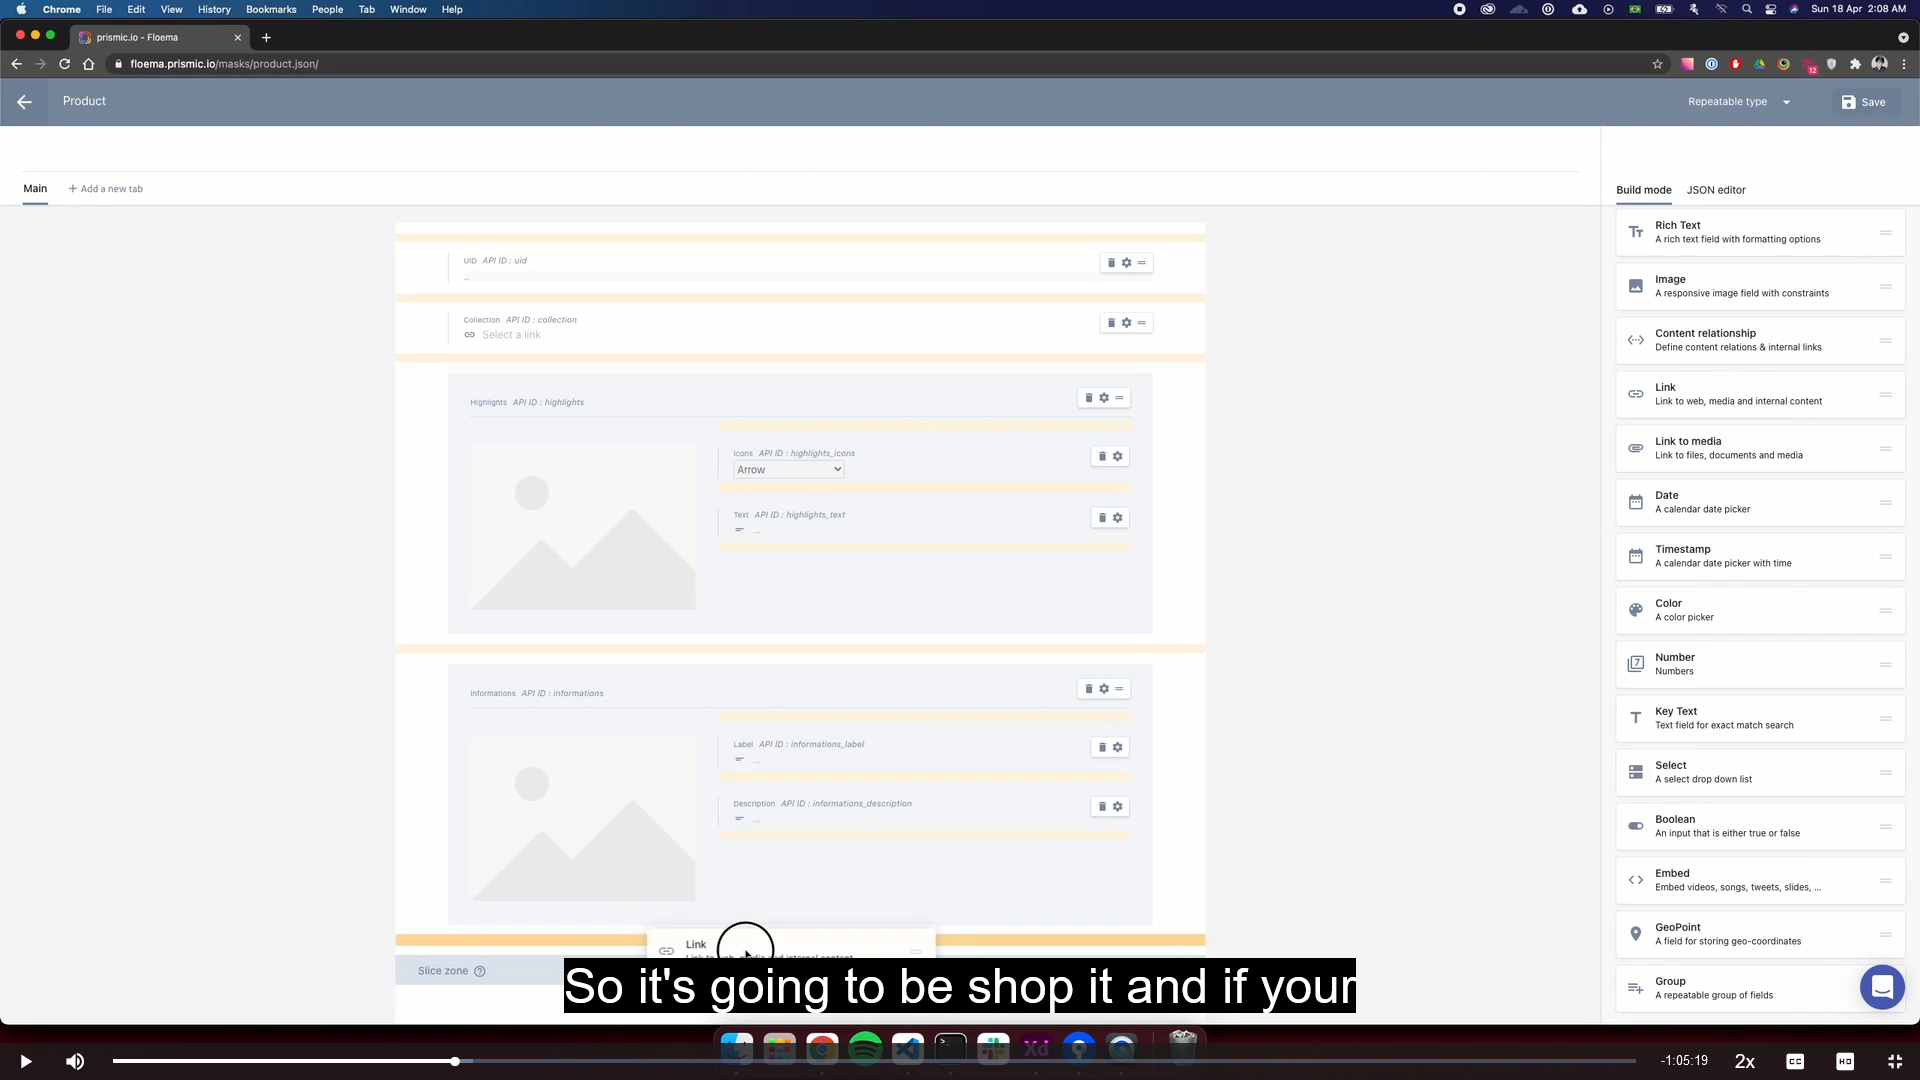 Chrome File Edit View History Bookmarks People Tab Window Help
Sun 18 Apr 2:08 AM
prismic.io - Floema
floema.prismic.io/masks/product.json/
12
Product
Repeatable type
Save
Main
+ Add a new tab
Build mode
JSON editor
UID API ID : uid
...
Collection API ID : collection
Select a link
Highlights API ID : highlights
Icons API ID : highlights_icons
Arrow
Text API ID : highlights_text
...
Informations API ID : informations
Label API ID : informations_label
...
Description API ID : informations_description
...
Link
Slice zone
Rich Text
A rich text field with formatting options
Image
A responsive image field with constraints
Content relationship
Define content relations & internal links
Link
Link to web, media and internal content
Link to media
Link to files, documents and media
Date
A calendar date picker
Timestamp
A calendar date picker with time
Color
A color picker
Number
Numbers
Key Text
Text field for exact match search
Select
A select drop down list
Boolean
An input that is either true or false
Embed
Embed videos, songs, tweets, slides, ...
GeoPoint
A field for storing geo-coordinates
Group
A repeatable group of fields
So it's going to be shop it and if your
Xd
-1:05:19
2x
CC
HD